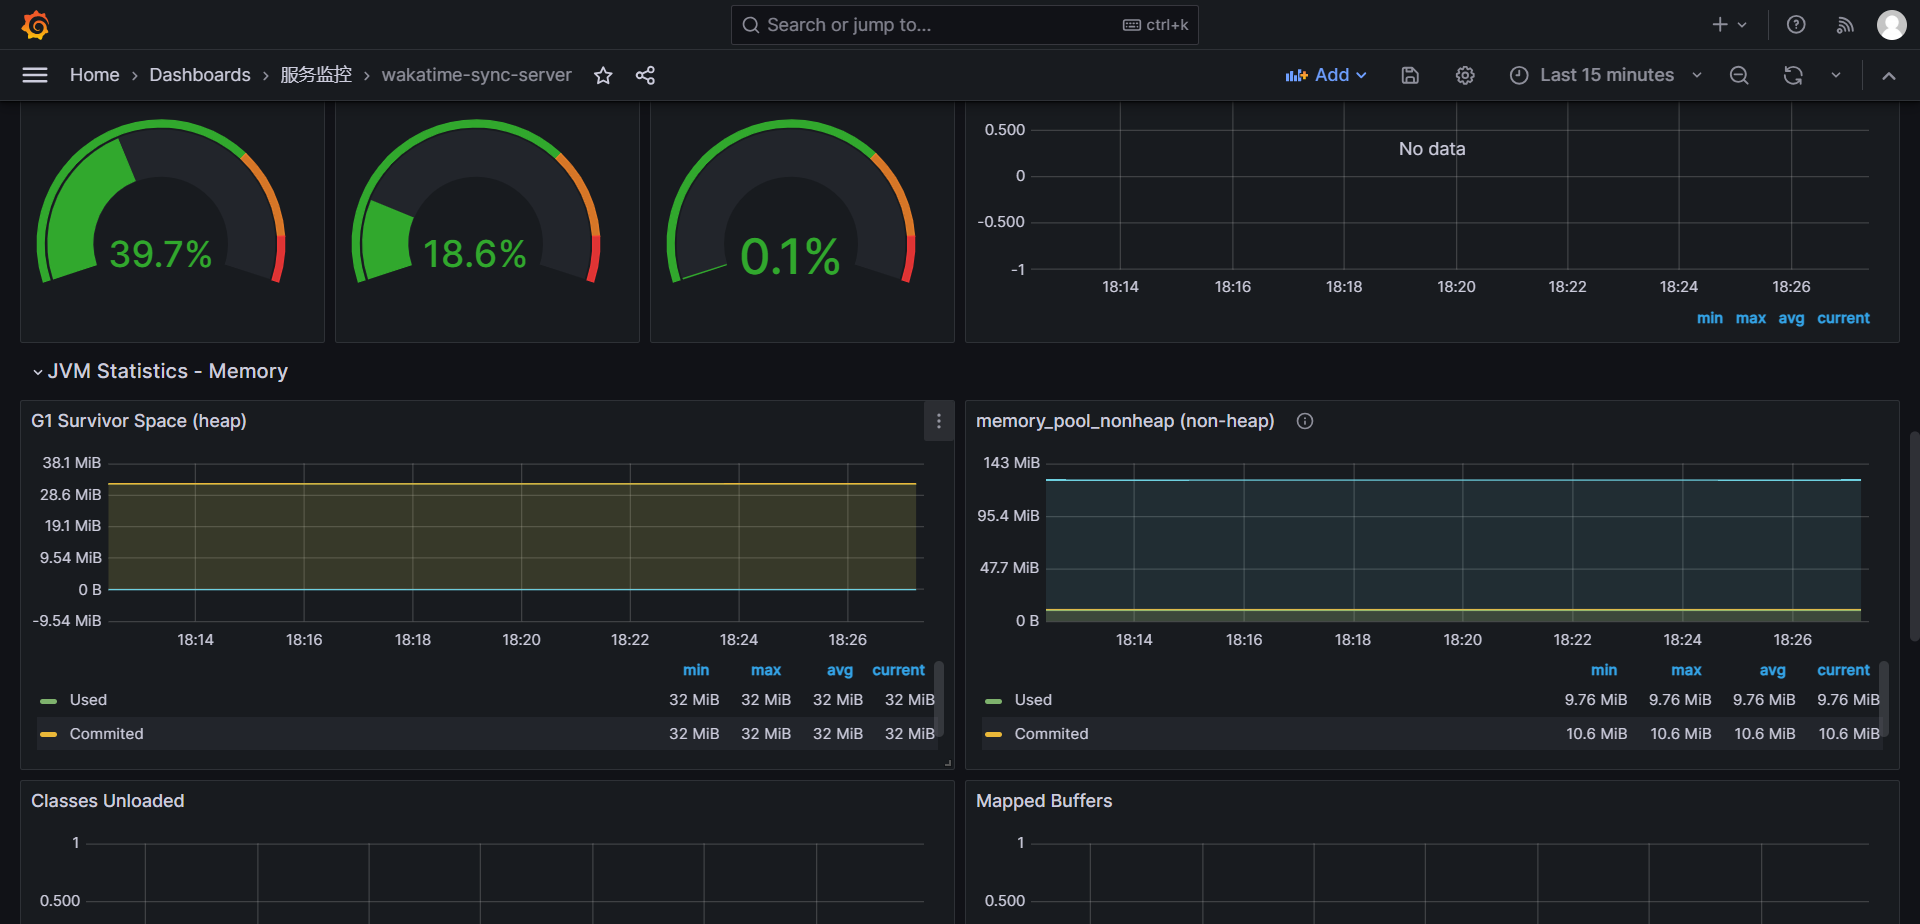 Search or jump to... ctrl+k
Home › Dashboards › 服务监控 › wakatime-sync-server Add Last 15 minutes
39.7%
18.6%
0.1%
0.500
0
-0.500
-1
No data
18:14 18:16 18:18 18:20 18:22 18:24 18:26
min max avg current
JVM Statistics - Memory
G1 Survivor Space (heap)
38.1 MiB
28.6 MiB
19.1 MiB
9.54 MiB
0 B
-9.54 MiB
18:14 18:16 18:18 18:20 18:22 18:24 18:26
min max avg current
Used 32 MiB 32 MiB 32 MiB 32 MiB
Commited 32 MiB 32 MiB 32 MiB 32 MiB
memory_pool_nonheap (non-heap)
143 MiB
95.4 MiB
47.7 MiB
0 B
18:14 18:16 18:18 18:20 18:22 18:24 18:26
min max avg current
Used 9.76 MiB 9.76 MiB 9.76 MiB 9.76 MiB
Commited 10.6 MiB 10.6 MiB 10.6 MiB 10.6 MiB
Classes Unloaded
1
0.500
Mapped Buffers
1
0.500